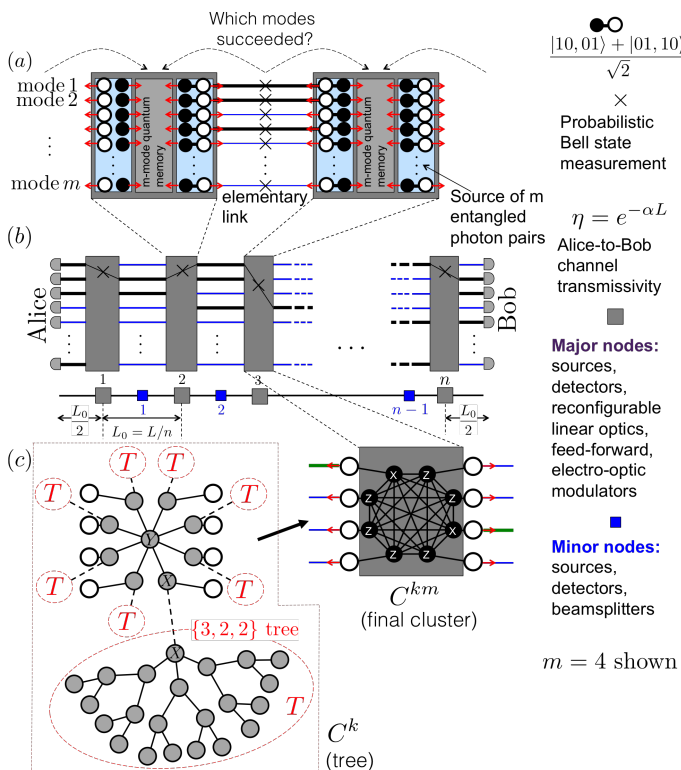 Which modes
succeeded?
(a)
mode 1
mode 2
⋮
mode m
m-mode quantum
memory
m-mode quantum
memory
elementary
link
Source of m
entangled
photon pairs
|10, 01⟩ + |01, 10⟩
√2
×
Probabilistic
Bell state
measurement
η = e^{−αL}
Alice-to-Bob
channel
transmissivity
Major nodes:
sources,
detectors,
reconfigurable
linear optics,
feed-forward,
electro-optic
modulators
Minor nodes:
sources,
detectors,
beamsplitters
m = 4 shown
(b)
Alice
Bob
1 2 3 n
1 2 n − 1
L_0/2
L_0 = L/n
L_0/2
(c)
T T
T T
T T
T
Y
X
{3, 2, 2} tree
X
T
C^k
(tree)
X Z
Z Z
Z X
Z Z
C^{km}
(final cluster)